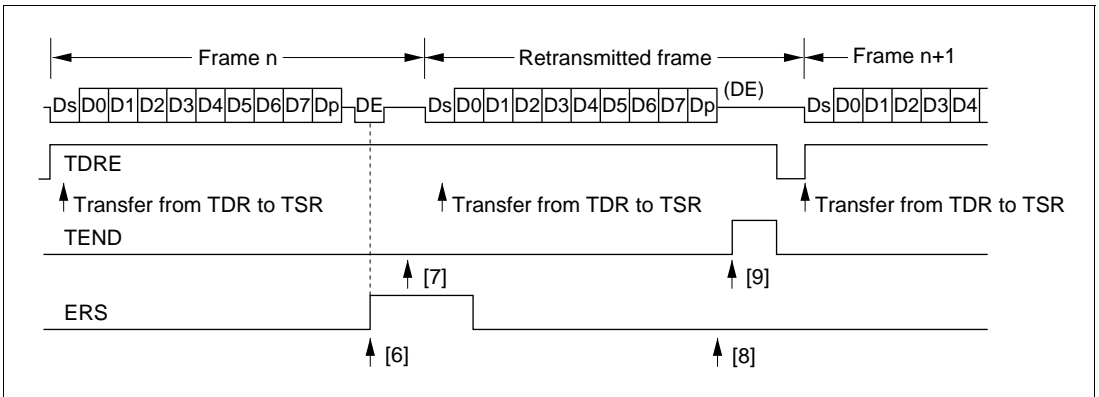 Frame n Retransmitted frame Frame n+1
Ds D0 D1 D2 D3 D4 D5 D6 D7 Dp DE Ds D0 D1 D2 D3 D4 D5 D6 D7 Dp (DE) Ds D0 D1 D2 D3 D4
TDRE
Transfer from TDR to TSR Transfer from TDR to TSR Transfer from TDR to TSR
TEND
[7] [9]
ERS
[6] [8]